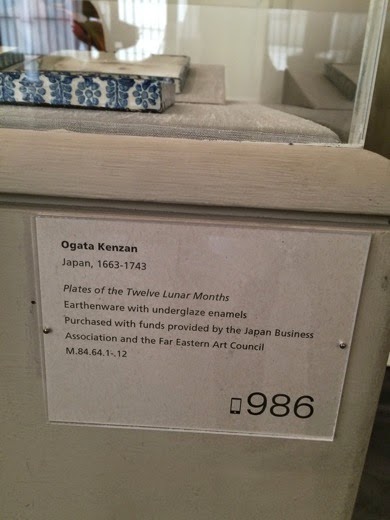 Ogata Kenzan
Japan, 1663-1743
Plates of the Twelve Lunar Months
Earthenware with underglaze enamels
Purchased with funds provided by the Japan Business
Association and the Far Eastern Art Council
M.84.64.1-.12
986